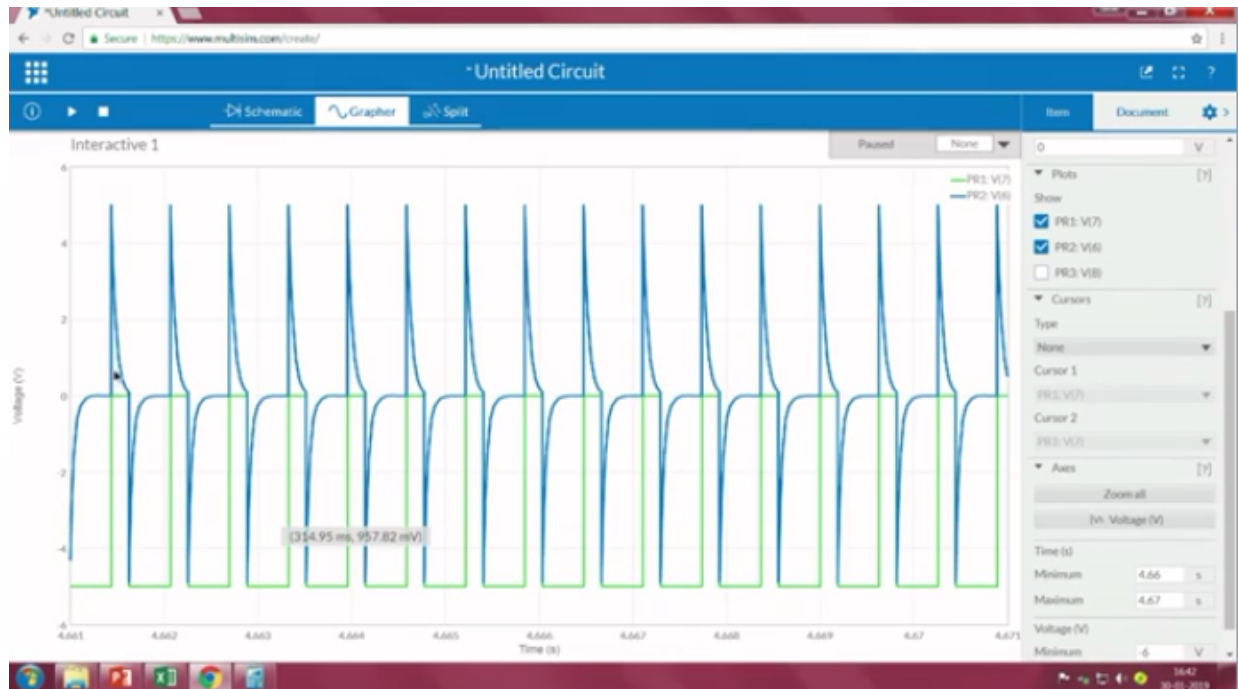 *Untitled Circuit
Secure | https://www.multisim.com/create/
*Untitled Circuit
Schematic Grapher Split
Item Document
Interactive 1
Paused None
PR1: V(7)
PR2: V(6)
6
4
2
0
-2
-4
-6
Voltage (V)
(314.95 ms, 957.82 mV)
4.661 4.662 4.663 4.664 4.665 4.666 4.667 4.668 4.669 4.67 4.671
Time (s)
0 V
Plots [?]
Show
PR1: V(7)
PR2: V(6)
PR3: V(8)
Cursors [?]
Type
None
Cursor 1
PR1: V(7)
Cursor 2
PR1: V(7)
Axes [?]
Zoom all
Voltage (V)
Time (s)
Minimum 4.66 s
Maximum 4.67 s
Voltage (V)
Minimum -6 V
16:42
30-01-2019